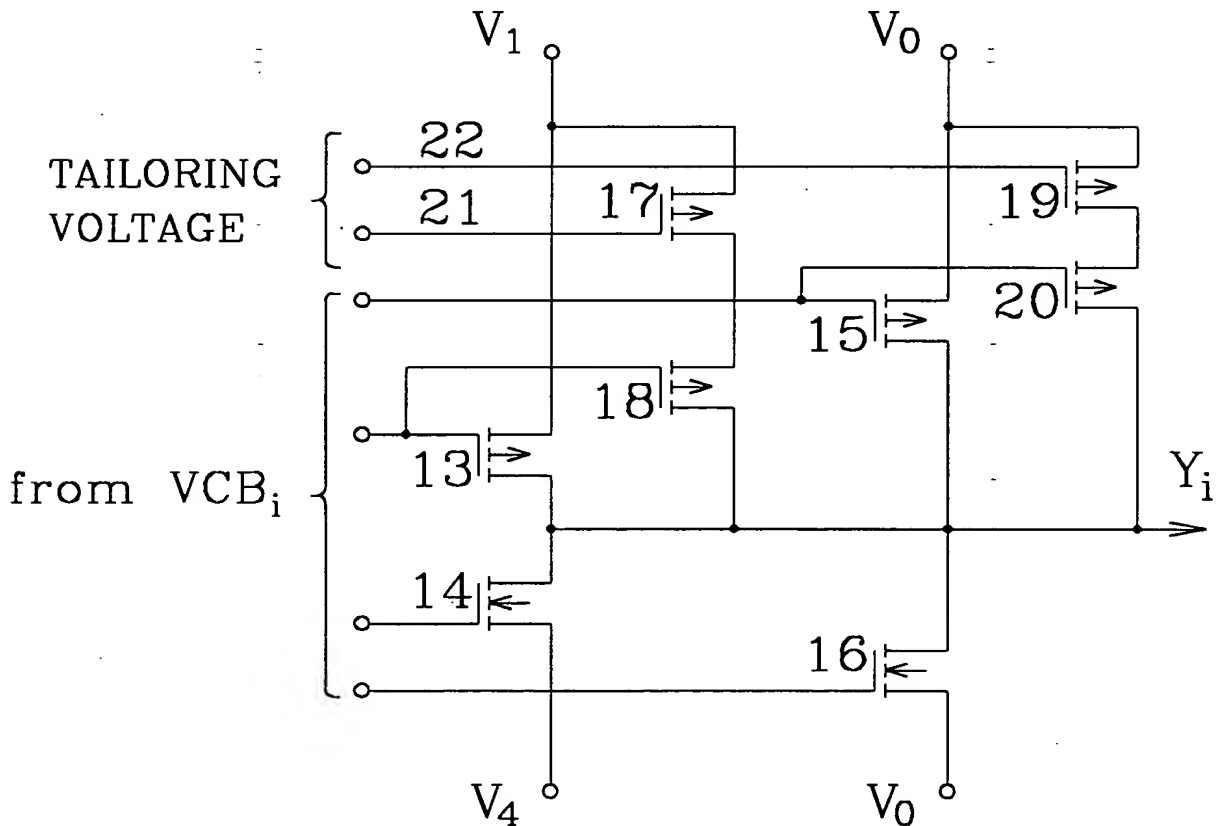 V1
V0
TAILORING
VOLTAGE
22
21
17
19
20
15
18
13
from VCBi
Yi
14
16
V4
V0